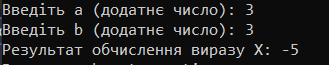 Введіть a (додатнє число): 3
Введіть b (додатнє число): 3
Результат обчислення виразу X: -5